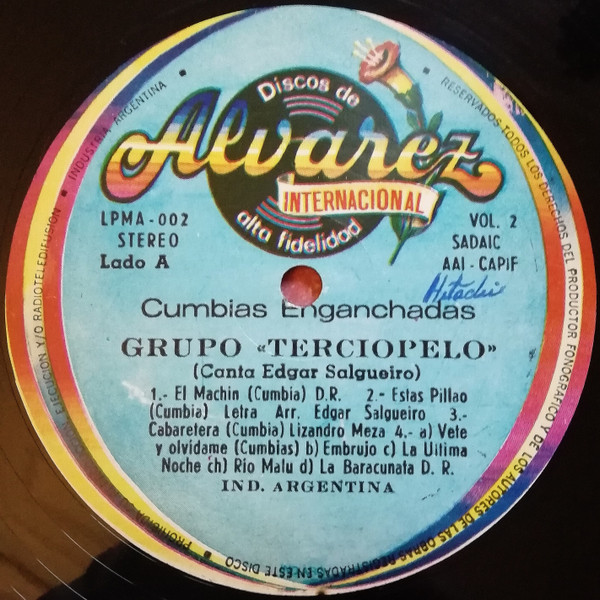 Discos de
Alvarez
INTERNACIONAL
alta fidelidad
LPMA - 002
STEREO
Lado A
VOL. 2
SADAIC
AAI - CAPIF
Cumbias Enganchadas
GRUPO «TERCIOPELO»
(Canta Edgar Salgueiro)
1.- El Machin (Cumbia) D.R. 2.- Estas Pillao
(Cumbia) Letra Arr. Edgar Salgueiro 3.-
Cabaretera (Cumbia) Lizandro Meza 4.- a) Vete
y olvidame (Cumbias) b) Embrujo c) La Ultima
Noche ch) Rio Malu d) La Baracunata D. R.
IND. ARGENTINA
INDUSTRIA ARGENTINA
RESERVADOS TODOS LOS DERECHOS DEL PRODUCTOR FONOGRAFICO Y DE LOS AUTORES DE LAS OBRAS REGISTRADAS EN ESTE DISCO
EJECUCION Y/O RADIOTELEDIFUSION